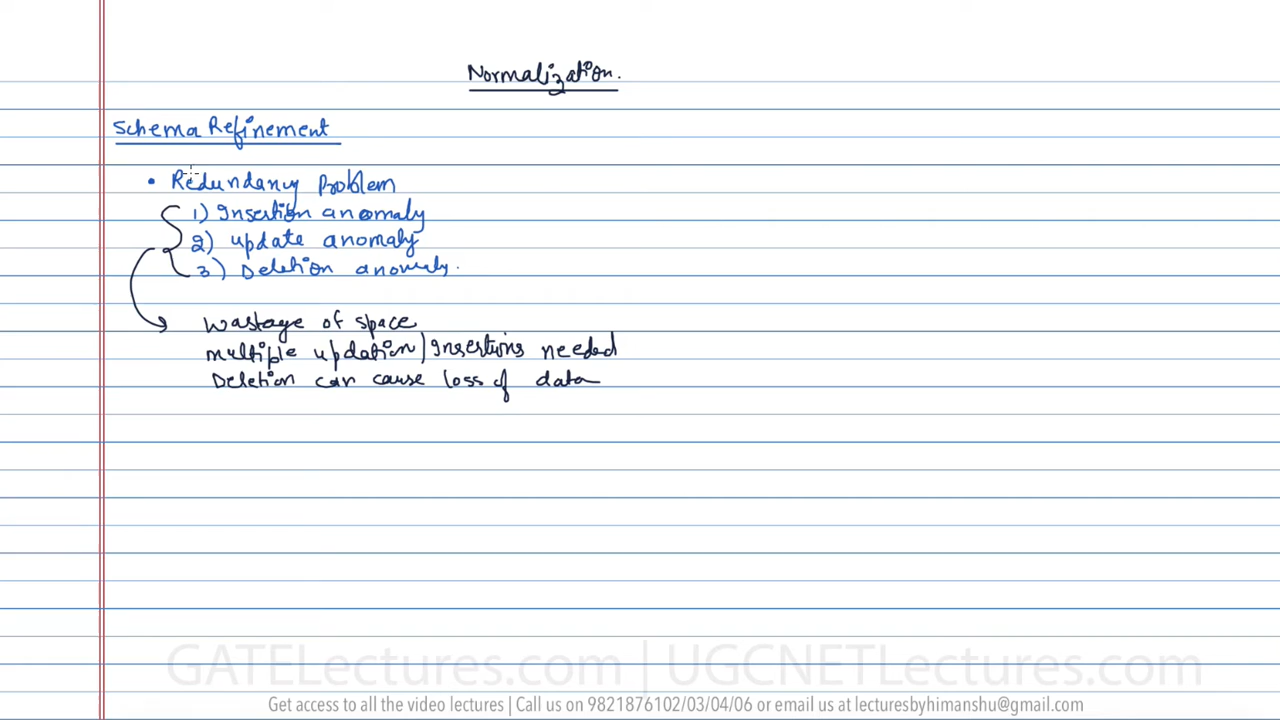 Normalization.
Schema Refinement
• Redundancy Problem
1) Insertion anomaly
2) update anomaly
3) Deletion anomaly.
Wastage of space
multiple updation / Insertions needed
Deletion can cause loss of data
GATELectures.com | UGCNETLectures.com
Get access to all the video lectures | Call us on 9821876102/03/04/06 or email us at lecturesbyhimanshu@gmail.com